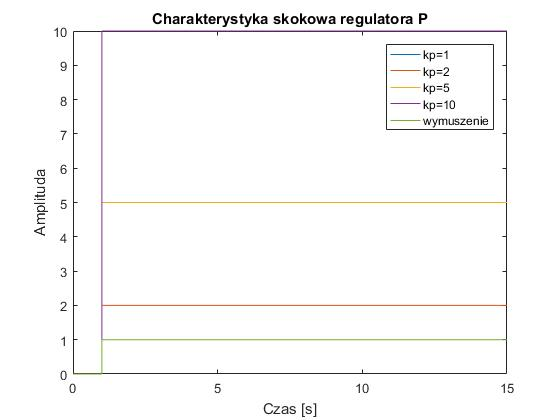 Charakterystyka skokowa regulatora P
10
9
8
7
6
5
4
3
2
1
0
Amplituda
kp=1
kp=2
kp=5
kp=10
wymuszenie
0 5 10 15
Czas [s]